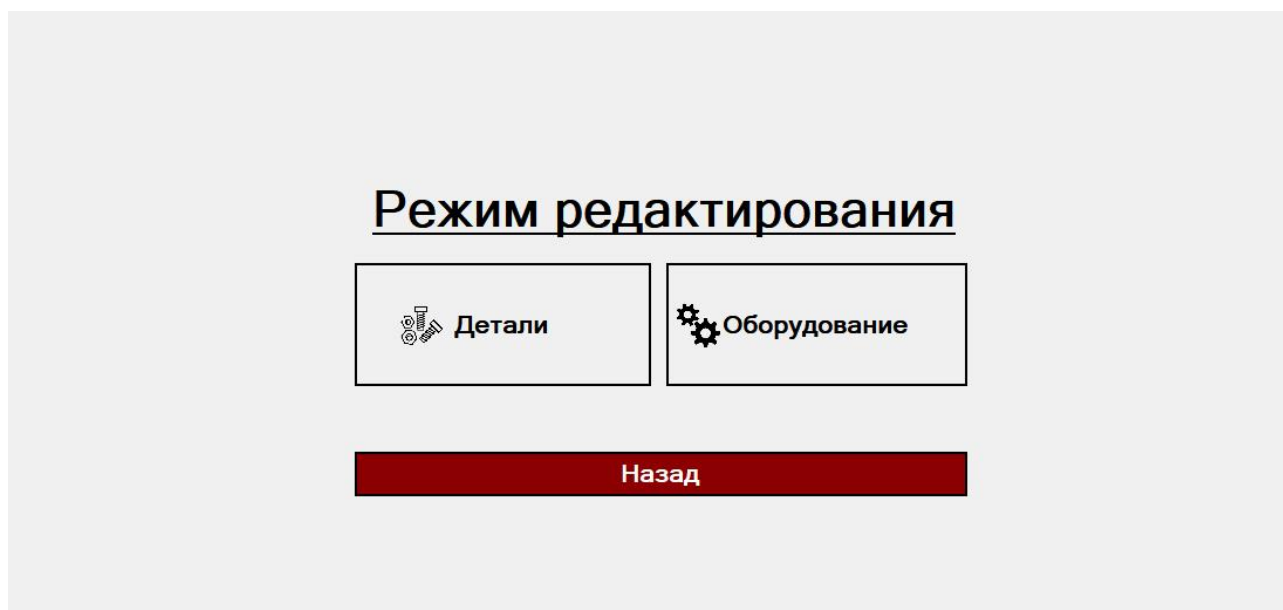 Режим редактирования
Детали
Оборудование
Назад